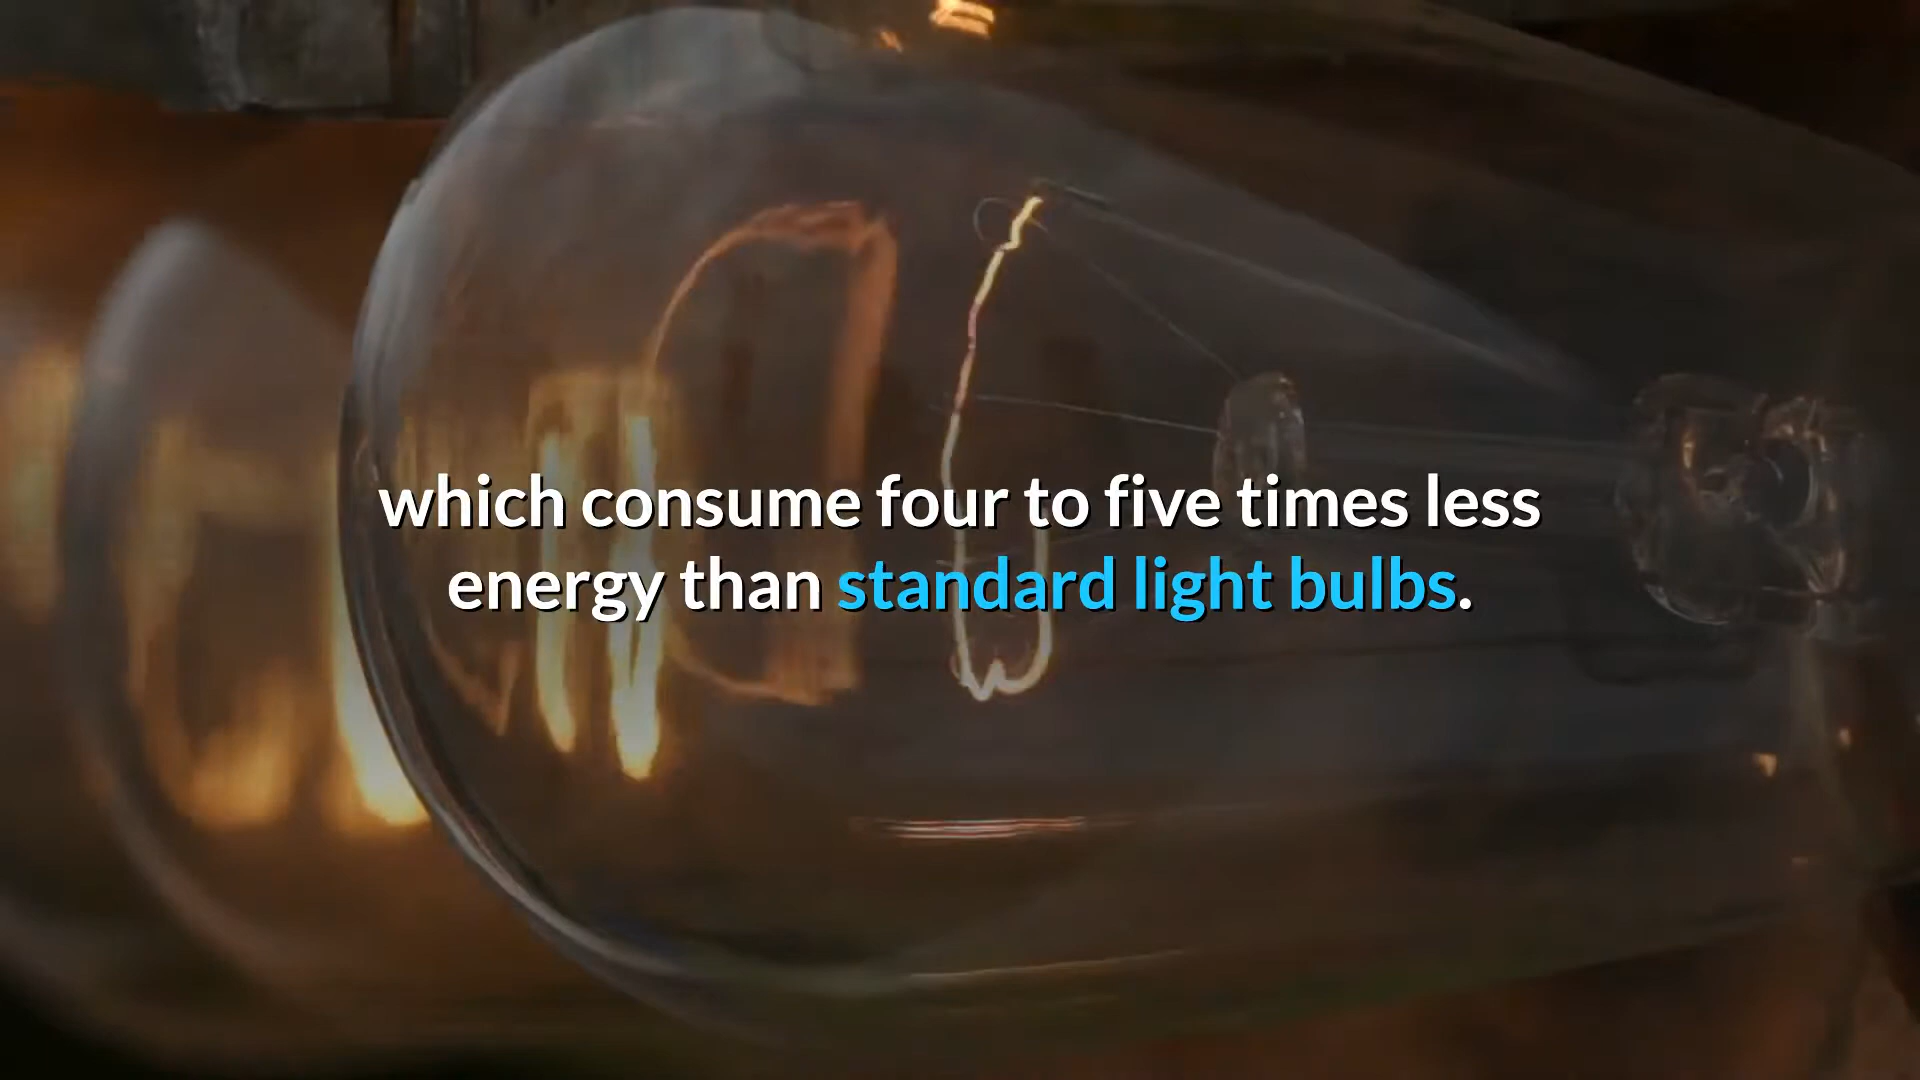 which consume four to five times less
energy than standard light bulbs.